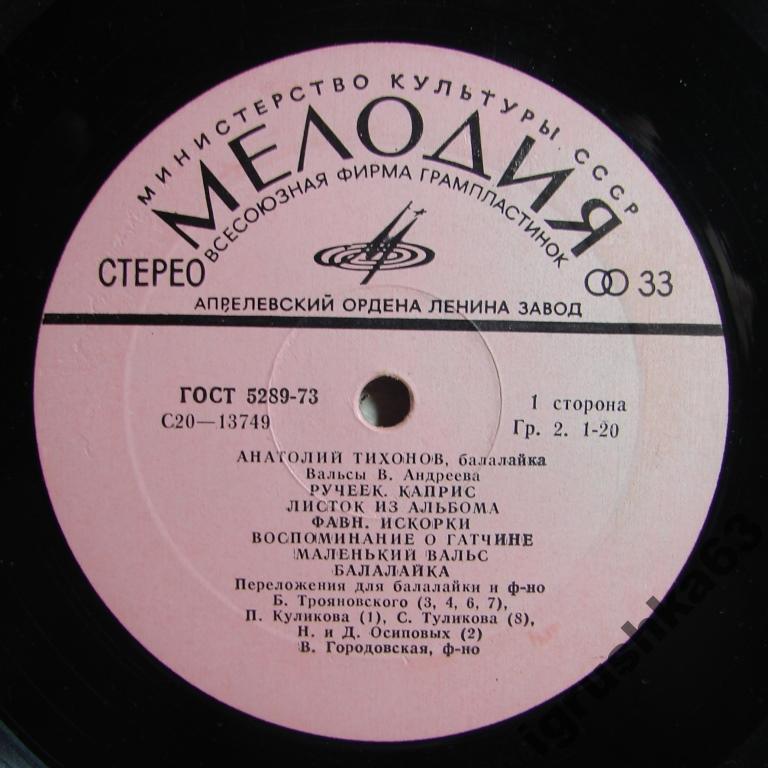 МИНИСТЕРСТВО КУЛЬТУРЫ СССР
МЕЛОДИЯ
ВСЕСОЮЗНАЯ ФИРМА ГРАМПЛАСТИНОК
СТЕРЕО
33
АПРЕЛЕВСКИЙ ОРДЕНА ЛЕНИНА ЗАВОД
ГОСТ 5289-73
С20—13749
1 сторона
Гр. 2. 1-20
АНАТОЛИЙ ТИХОНОВ, балалайка
Вальсы В. Андреева
РУЧЕЕК. КАПРИС
ЛИСТОК ИЗ АЛЬБОМА
ФАВН. ИСКОРКИ
ВОСПОМИНАНИЕ О ГАТЧИНЕ
МАЛЕНЬКИЙ ВАЛЬС
БАЛАЛАЙКА
Переложения для балалайки и ф-но
Б. Трояновского (3, 4, 6, 7),
П. Куликова (1), С. Туликова (8),
Н. и Д. Осиповых (2)
В. Городовская, ф-но
igrushka63